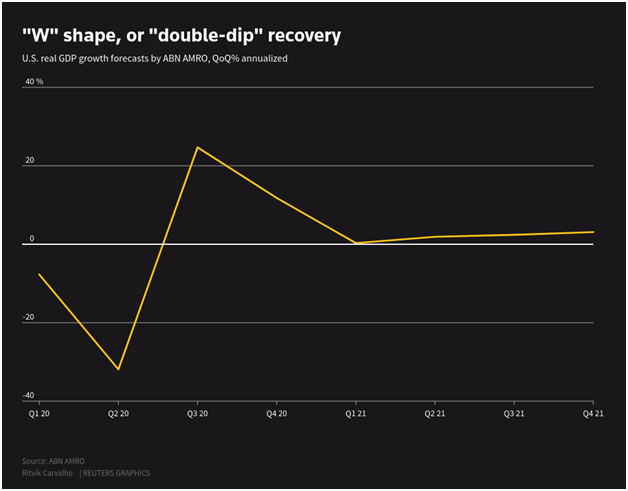 "W" shape, or "double-dip" recovery
U.S. real GDP growth forecasts by ABN AMRO, QoQ% annualized
40 %
20
0
-20
-40
Q1 20 Q2 20 Q3 20 Q4 20 Q1 21 Q2 21 Q3 21 Q4 21
Source: ABN AMRO
Ritvik Carvalho | REUTERS GRAPHICS